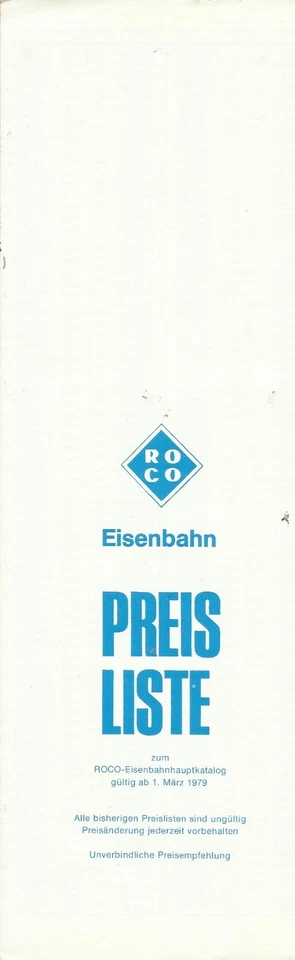 RO
CO
Eisenbahn
PREIS
LISTE
zum
ROCO-Eisenbahnhauptkatalog
gültig ab 1. März 1979
Alle bisherigen Preislisten sind ungültig
Preisänderung jederzeit vorbehalten
Unverbindliche Preisempfehlung